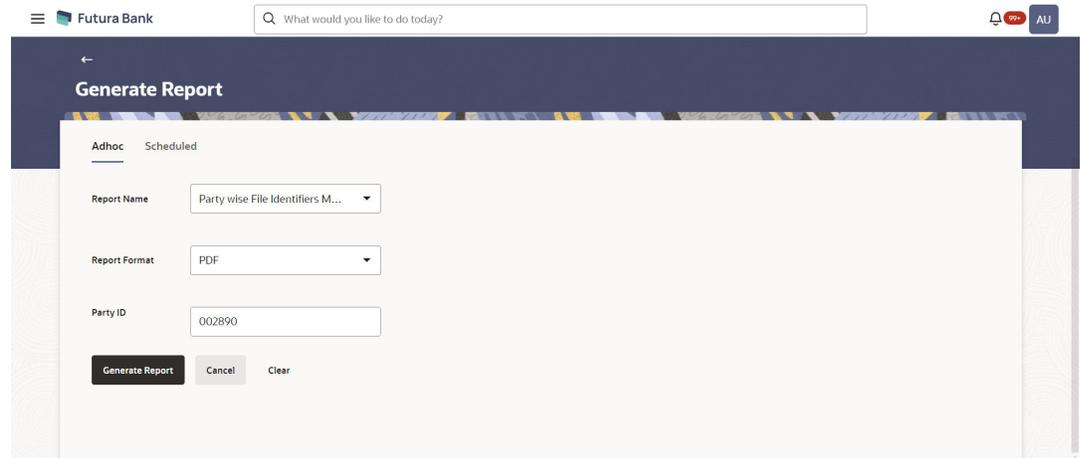 Futura Bank
What would you like to do today?
99+
AU
Generate Report
Adhoc Scheduled
Report Name
Party wise File Identifiers M...
Report Format
PDF
Party ID
002890
Generate Report Cancel Clear